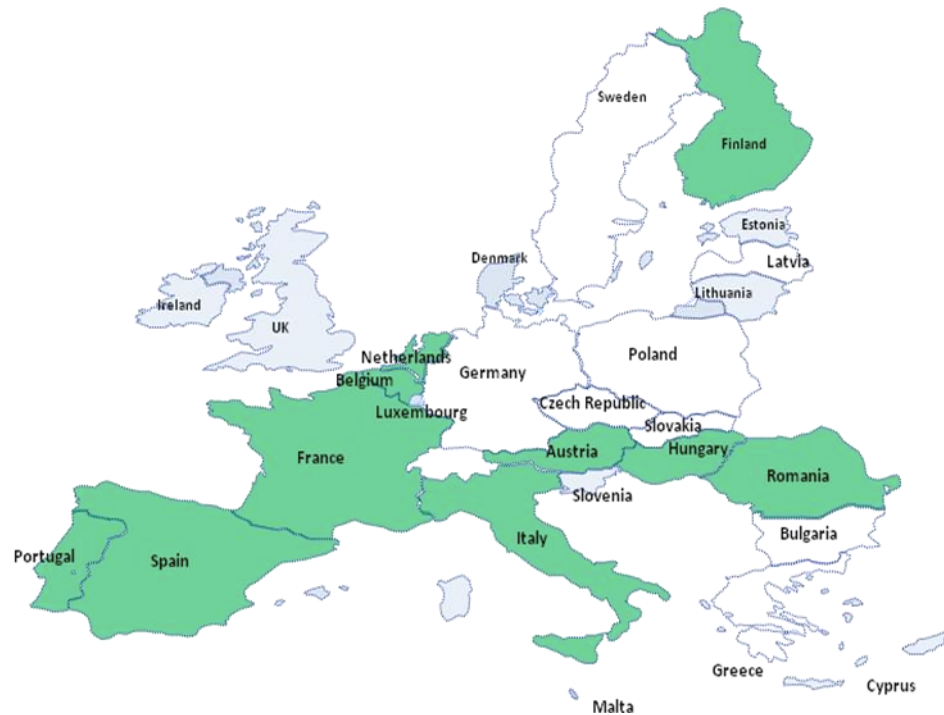 Sweden
Finland
Estonia
Denmark
Latvia
Lithuania
Ireland
UK
Netherlands
Poland
Germany
Belgium
Czech Republic
Luxembourg
Slovakia
Austria
Hungary
France
Romania
Slovenia
Bulgaria
Italy
Portugal
Spain
Greece
Cyprus
Malta